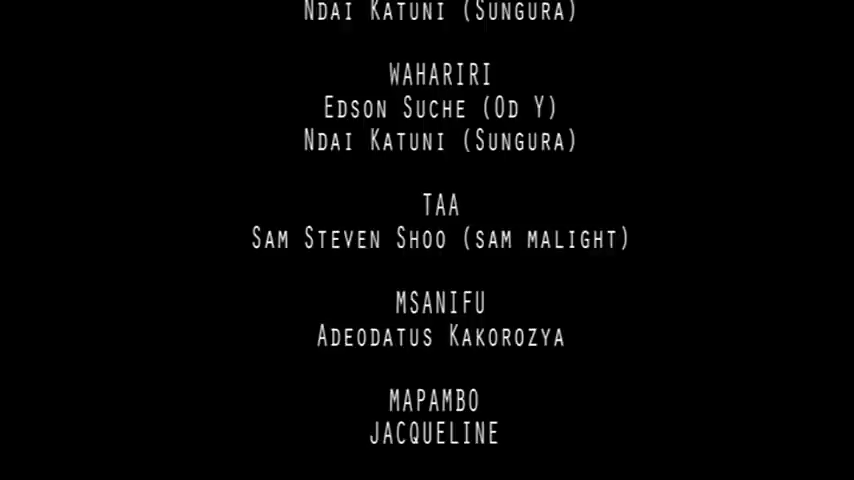 NDAI KATUNI (SUNGURA)
WAHARIRI
EDSON SUCHE (OD Y)
NDAI KATUNI (SUNGURA)
TAA
SAM STEVEN SHOO (SAM MALIGHT)
MSANIFU
ADEODATUS KAKOROZYA
MAPAMBO
JACQUELINE